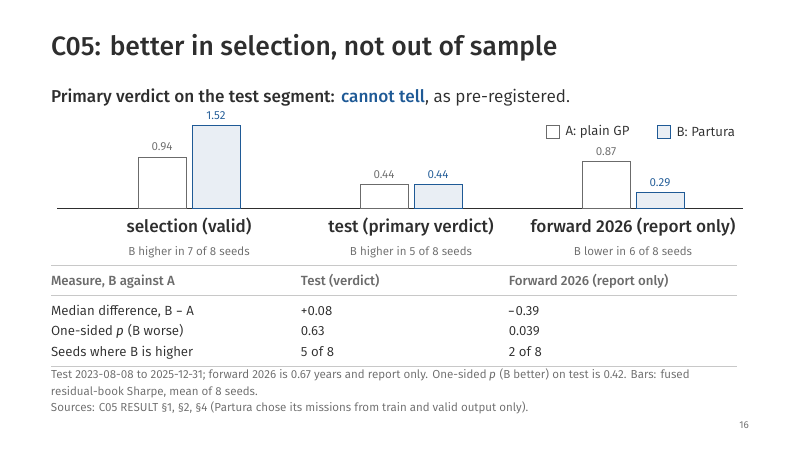 C05: better in selection, not out of sample
Primary verdict on the test segment: cannot tell, as pre-registered.
A: plain GP
B: Partura
0.94
1.52
0.44
0.44
0.87
0.29
selection (valid)
test (primary verdict)
forward 2026 (report only)
B higher in 7 of 8 seeds
B higher in 5 of 8 seeds
B lower in 6 of 8 seeds
Measure, B against A
Test (verdict)
Forward 2026 (report only)
Median difference, B – A
+0.08
−0.39
One-sided p (B worse)
0.63
0.039
Seeds where B is higher
5 of 8
2 of 8
Test 2023-08-08 to 2025-12-31; forward 2026 is 0.67 years and report only. One-sided p (B better) on test is 0.42. Bars: fused
residual-book Sharpe, mean of 8 seeds.
Sources: C05 RESULT §1, §2, §4 (Partura chose its missions from train and valid output only).
16